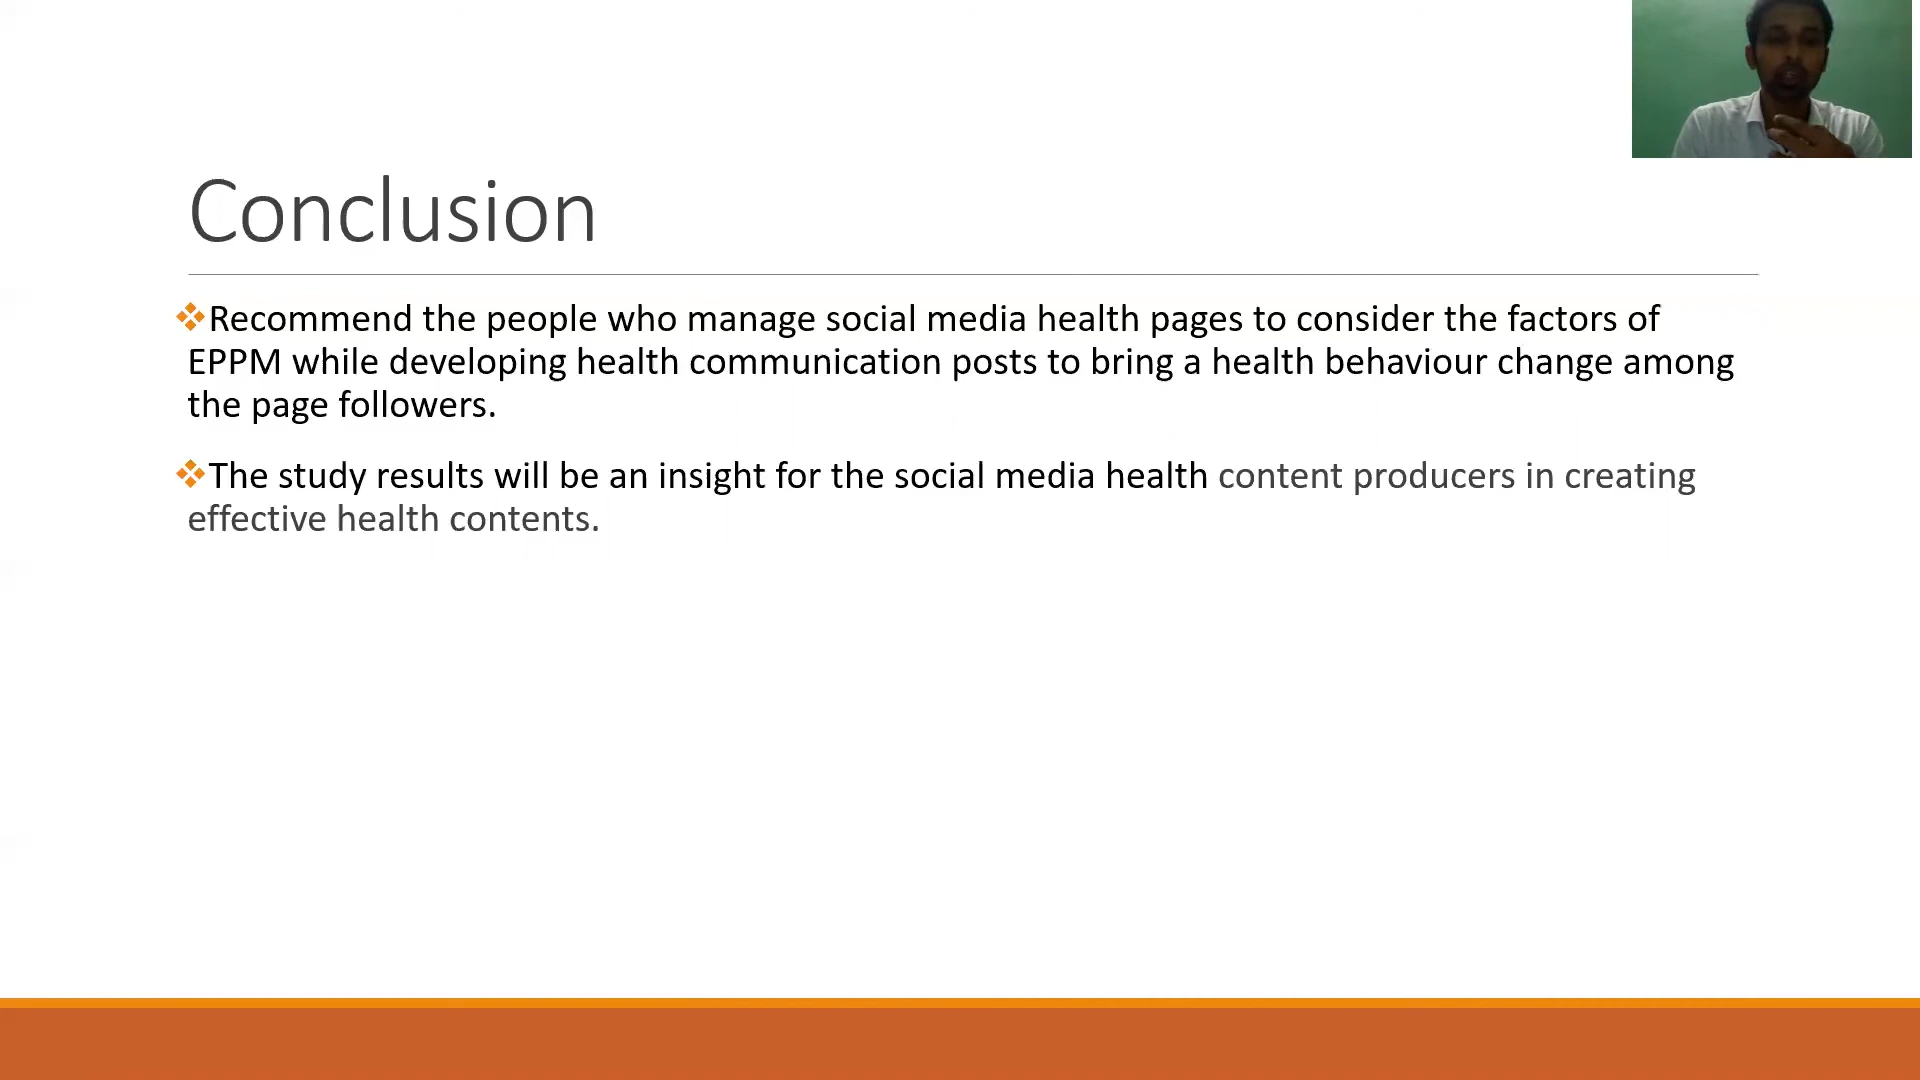 Conclusion
Recommend the people who manage social media health pages to consider the factors of
EPPM while developing health communication posts to bring a health behaviour change among
the page followers.
The study results will be an insight for the social media health content producers in creating
effective health contents.